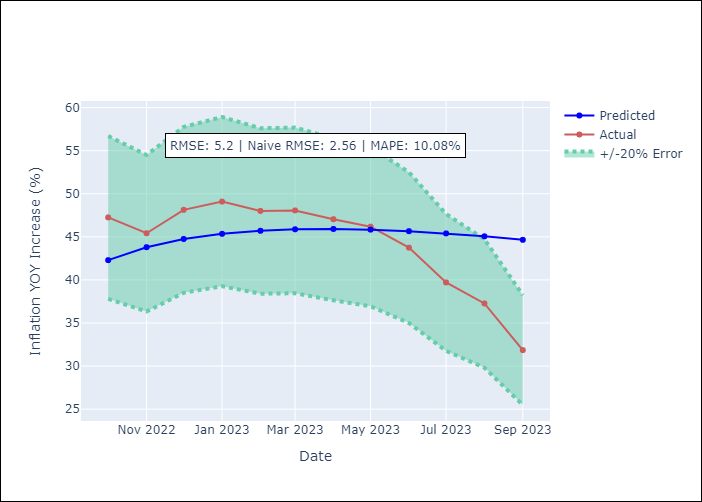 RMSE: 5.2 | Naive RMSE: 2.56 | MAPE: 10.08%
Predicted
Actual
+/-20% Error
Inflation YOY Increase (%)
60
55
50
45
40
35
30
25
Nov 2022
Jan 2023
Mar 2023
May 2023
Jul 2023
Sep 2023
Date